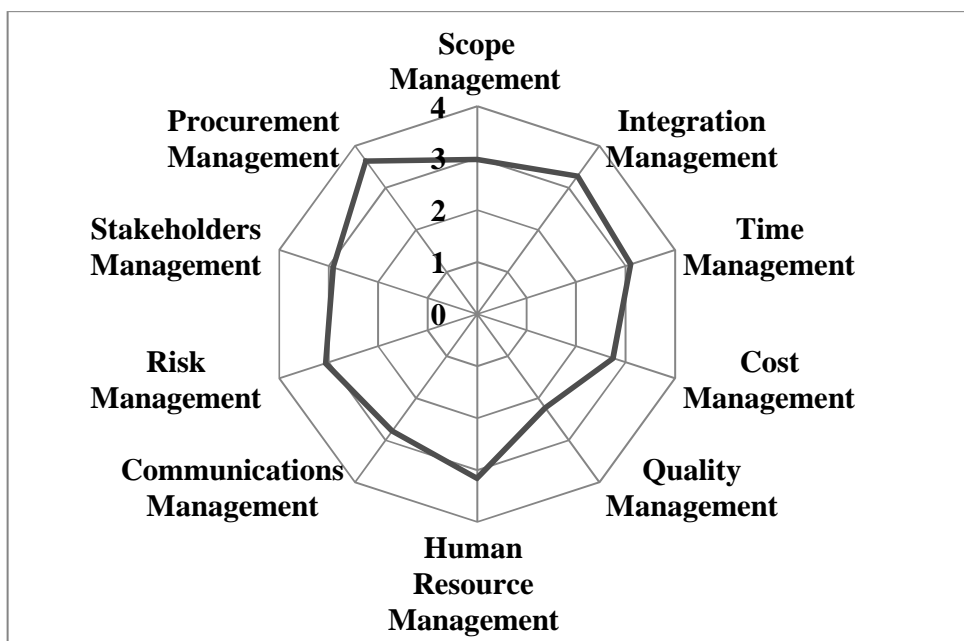 Scope
Management
Integration
Management
Time
Management
Cost
Management
Quality
Management
Human
Resource
Management
Communications
Management
Risk
Management
Stakeholders
Management
Procurement
Management
4
3
2
1
0